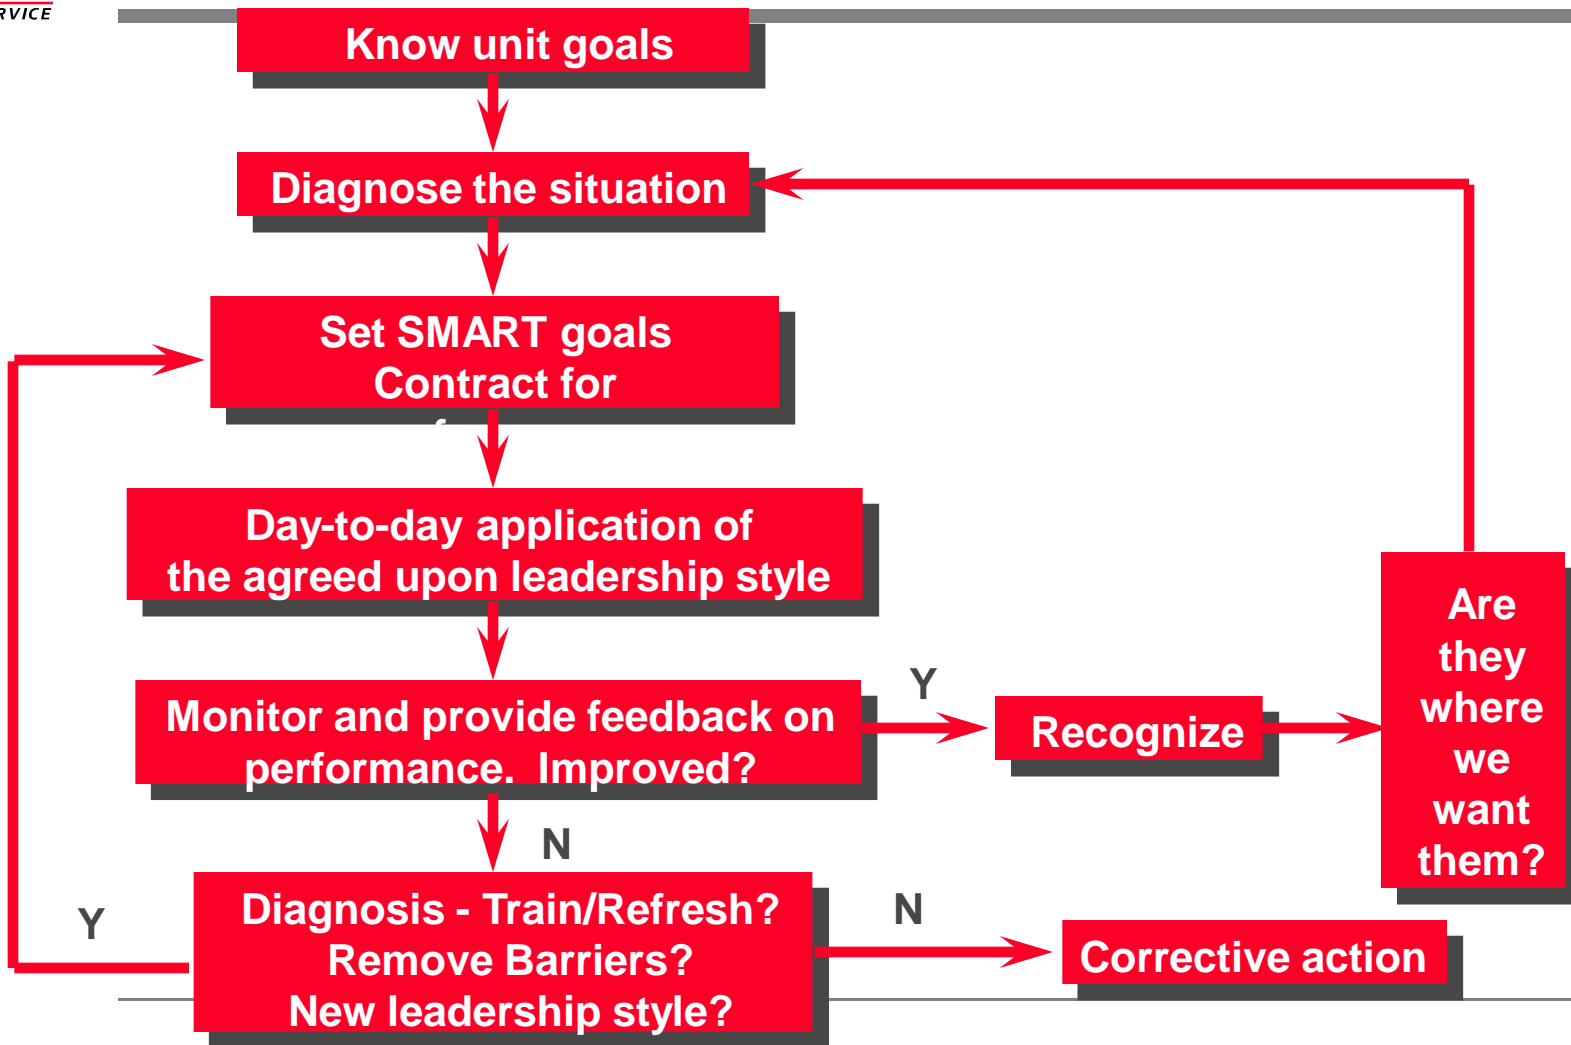 Know unit goals
Diagnose the situation
Set SMART goals
Contract for
Day-to-day application of
the agreed upon leadership style
Monitor and provide feedback on
performance.  Improved?
Y
Recognize
Are
they
where
we
want
them?
N
Diagnosis - Train/Refresh?
Remove Barriers?
New leadership style?
Y
N
Corrective action